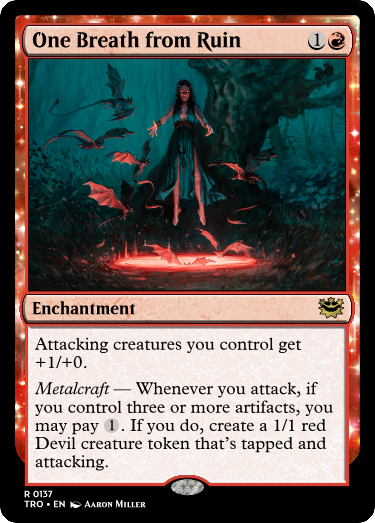 One Breath from Ruin 1
Enchantment
Attacking creatures you control get
+1/+0.
Metalcraft — Whenever you attack, if
you control three or more artifacts, you
may pay 1. If you do, create a 1/1 red
Devil creature token that's tapped and
attacking.
R 0137
TRO • EN Aaron Miller